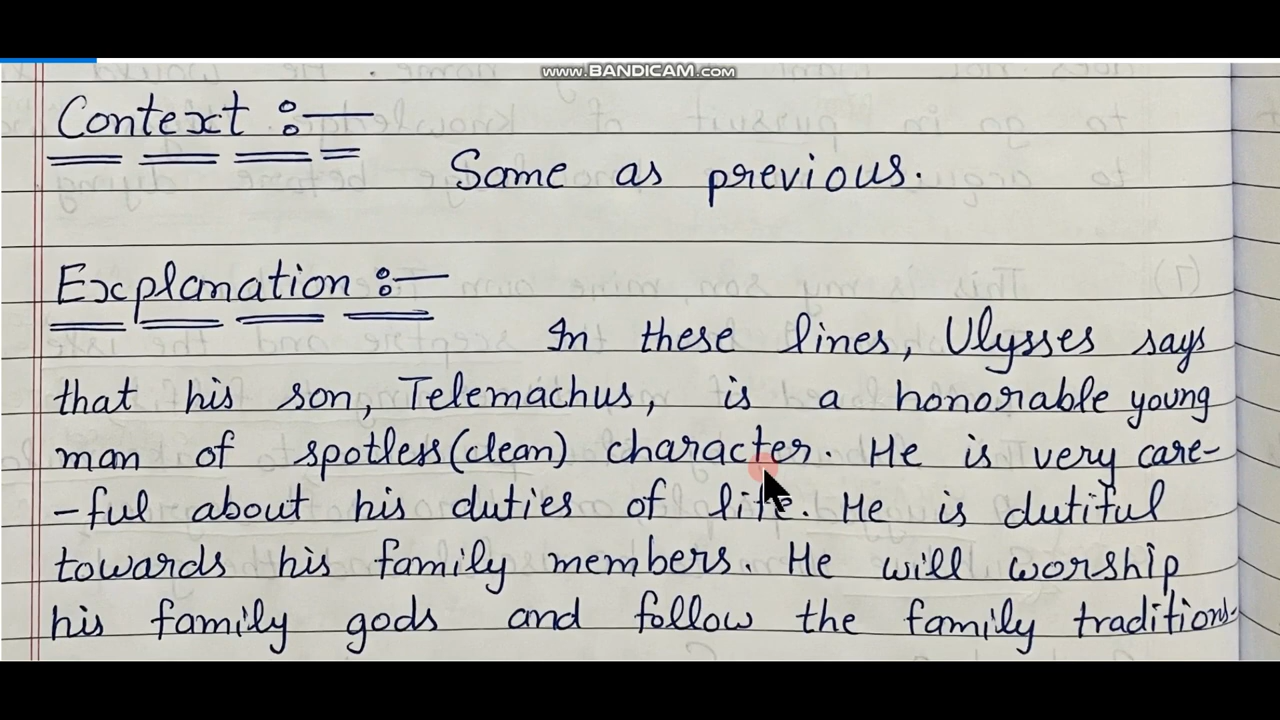 www.BANDICAM.com
Context :—
Same as previous.
Explanation :—
In these lines, Ulysses says
that his son, Telemachus, is a honorable young
man of spotless (clean) character. He is very care-
-ful about his duties of life. He is dutiful
towards his family members. He will worship
his family gods and follow the family traditions.